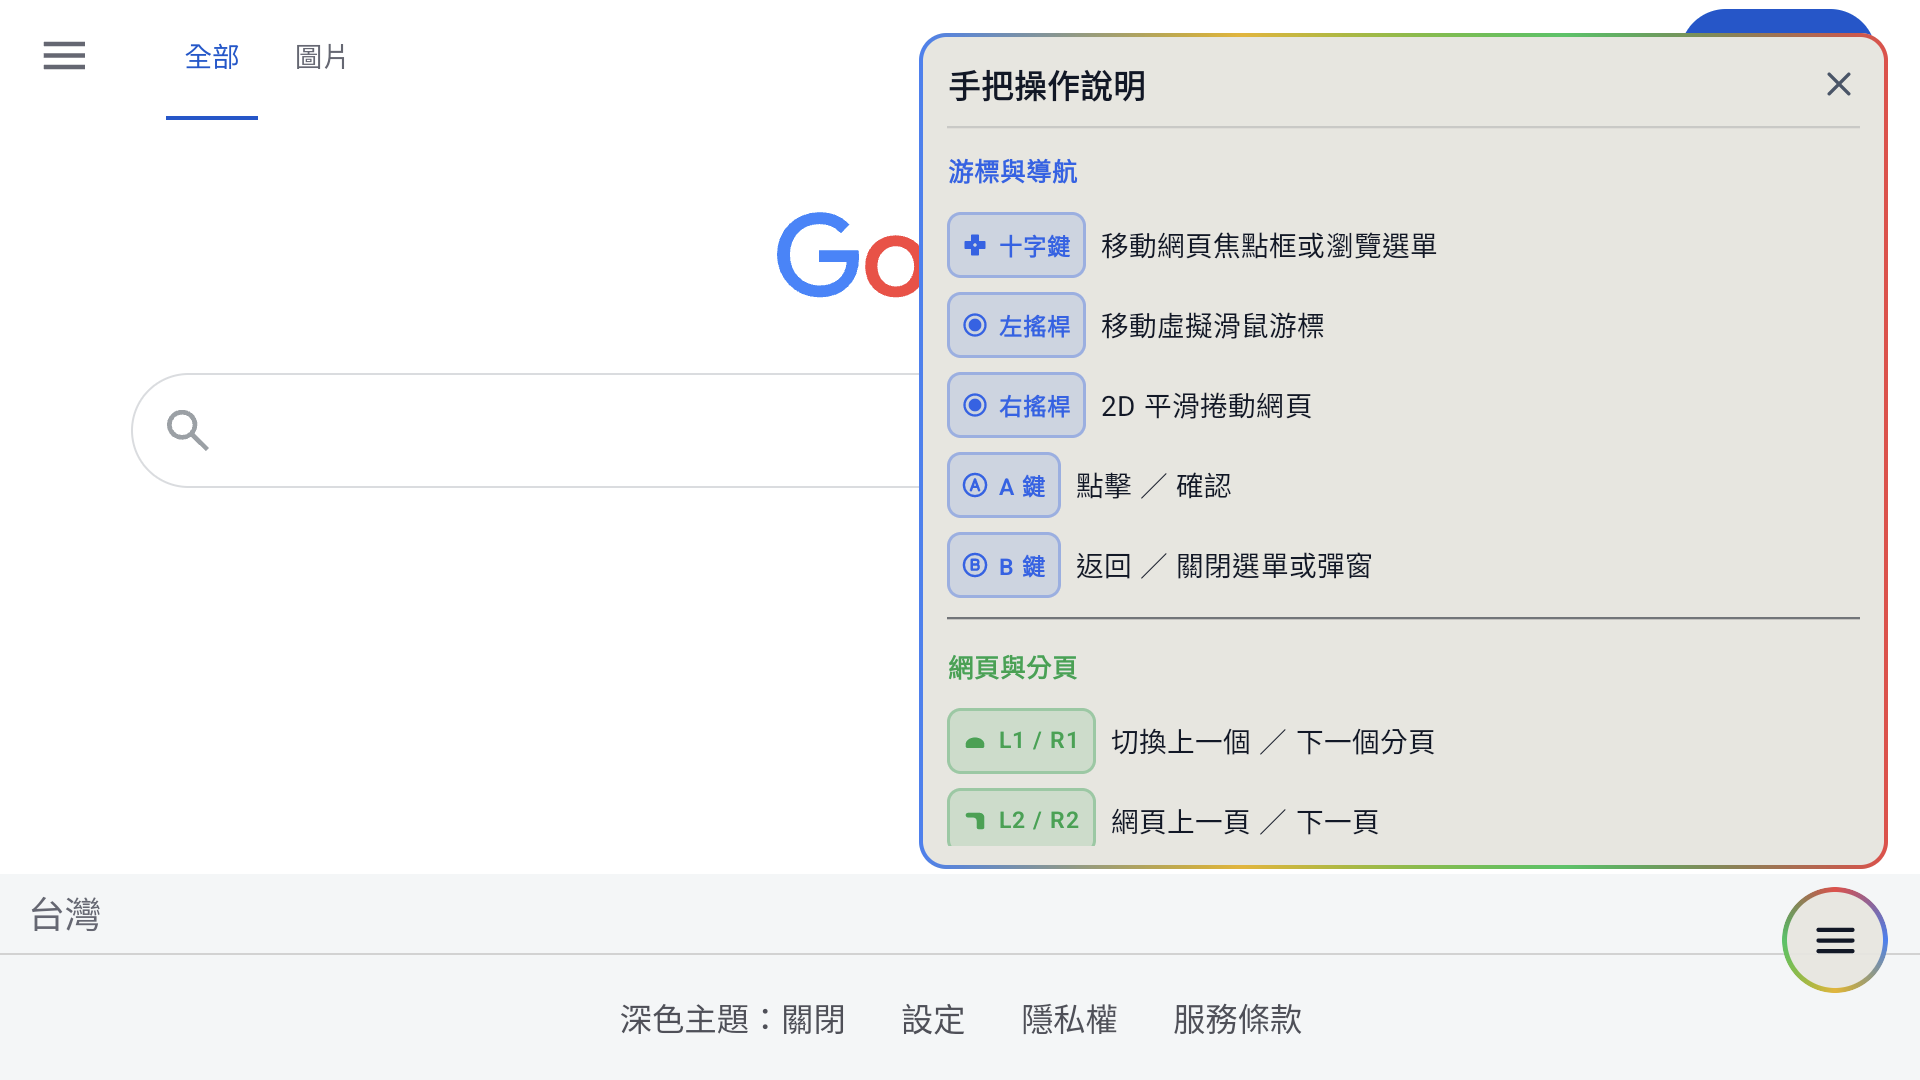 全部 圖片
Go
手把操作說明
游標與導航
十字鍵 移動網頁焦點框或瀏覽選單
左搖桿 移動虛擬滑鼠游標
右搖桿 2D 平滑捲動網頁
A 鍵 點擊 ／ 確認
B 鍵 返回 ／ 關閉選單或彈窗
網頁與分頁
L1 / R1 切換上一個 ／ 下一個分頁
L2 / R2 網頁上一頁 ／ 下一頁
台灣
深色主題：關閉 設定 隱私權 服務條款